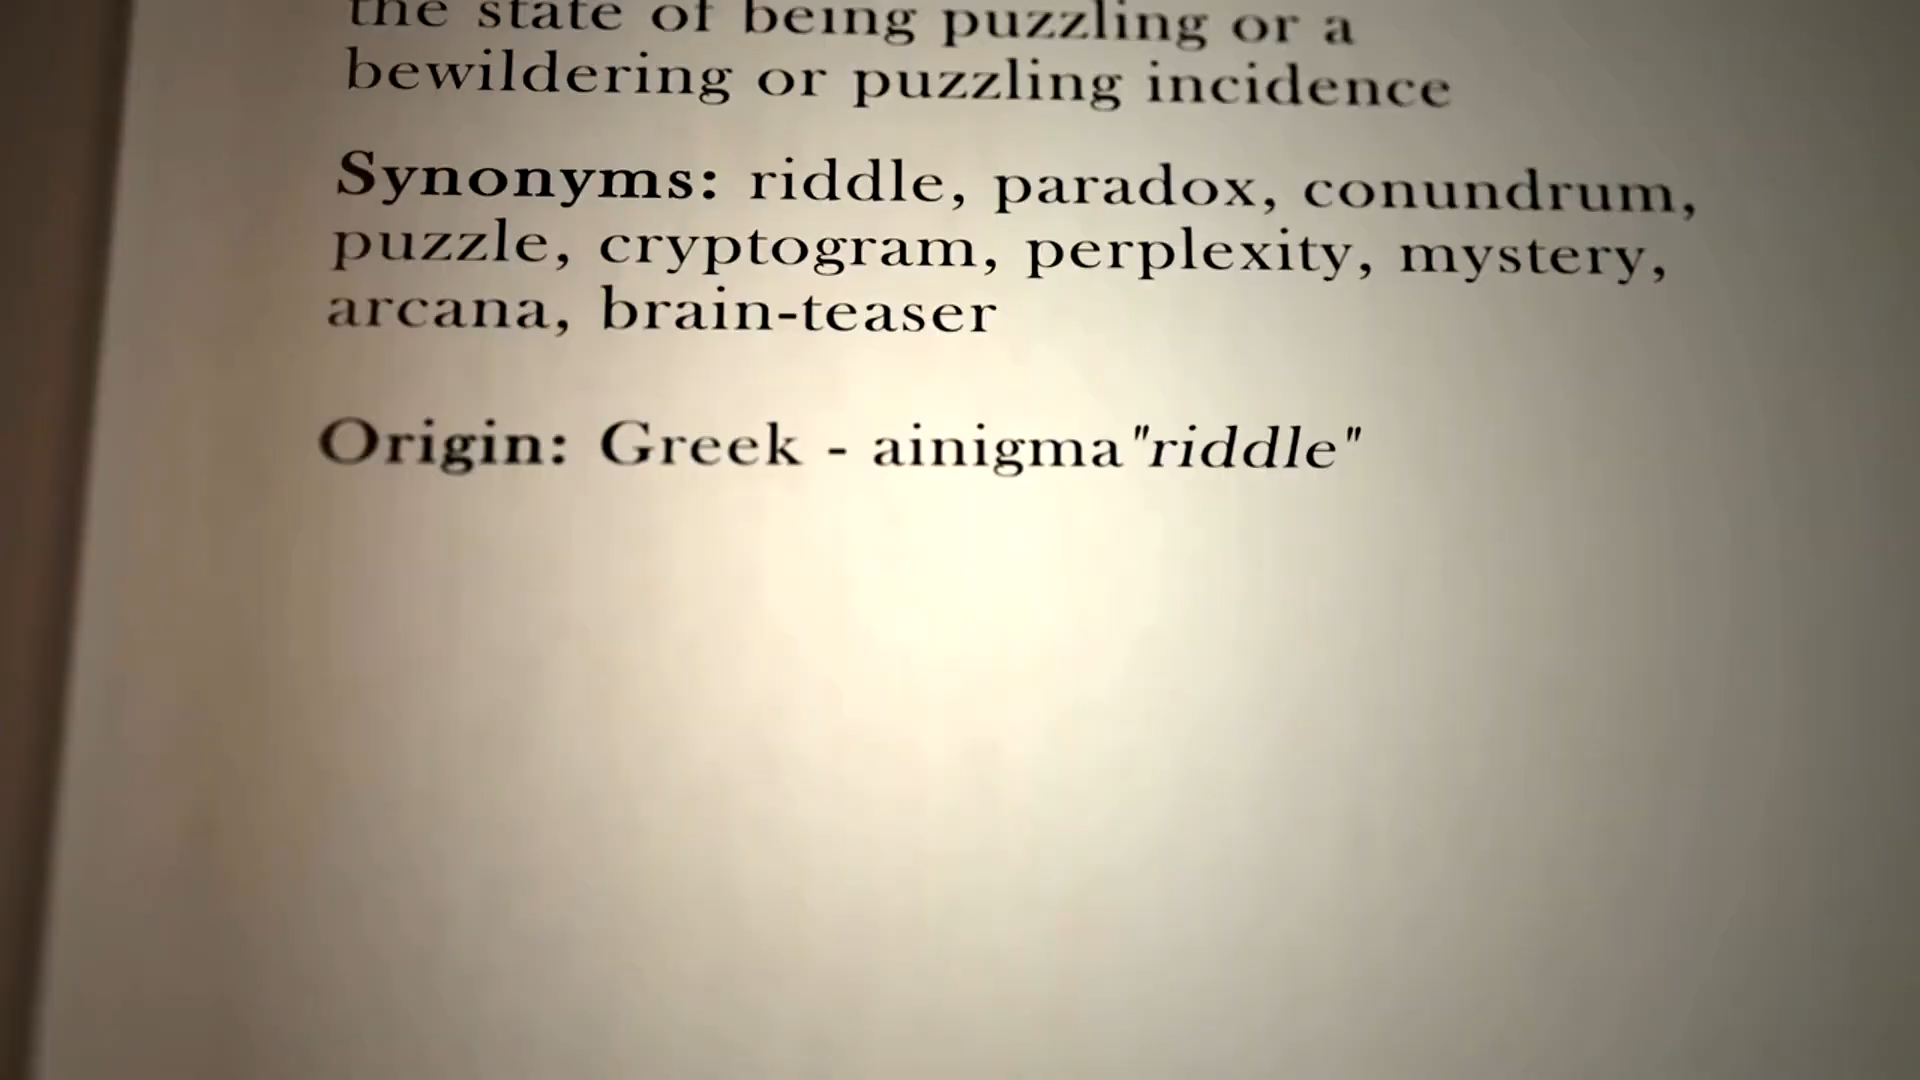 the state of being puzzling or a
bewildering or puzzling incidence
Synonyms: riddle, paradox, conundrum,
puzzle, cryptogram, perplexity, mystery,
arcana, brain-teaser
Origin: Greek - ainigma "riddle"